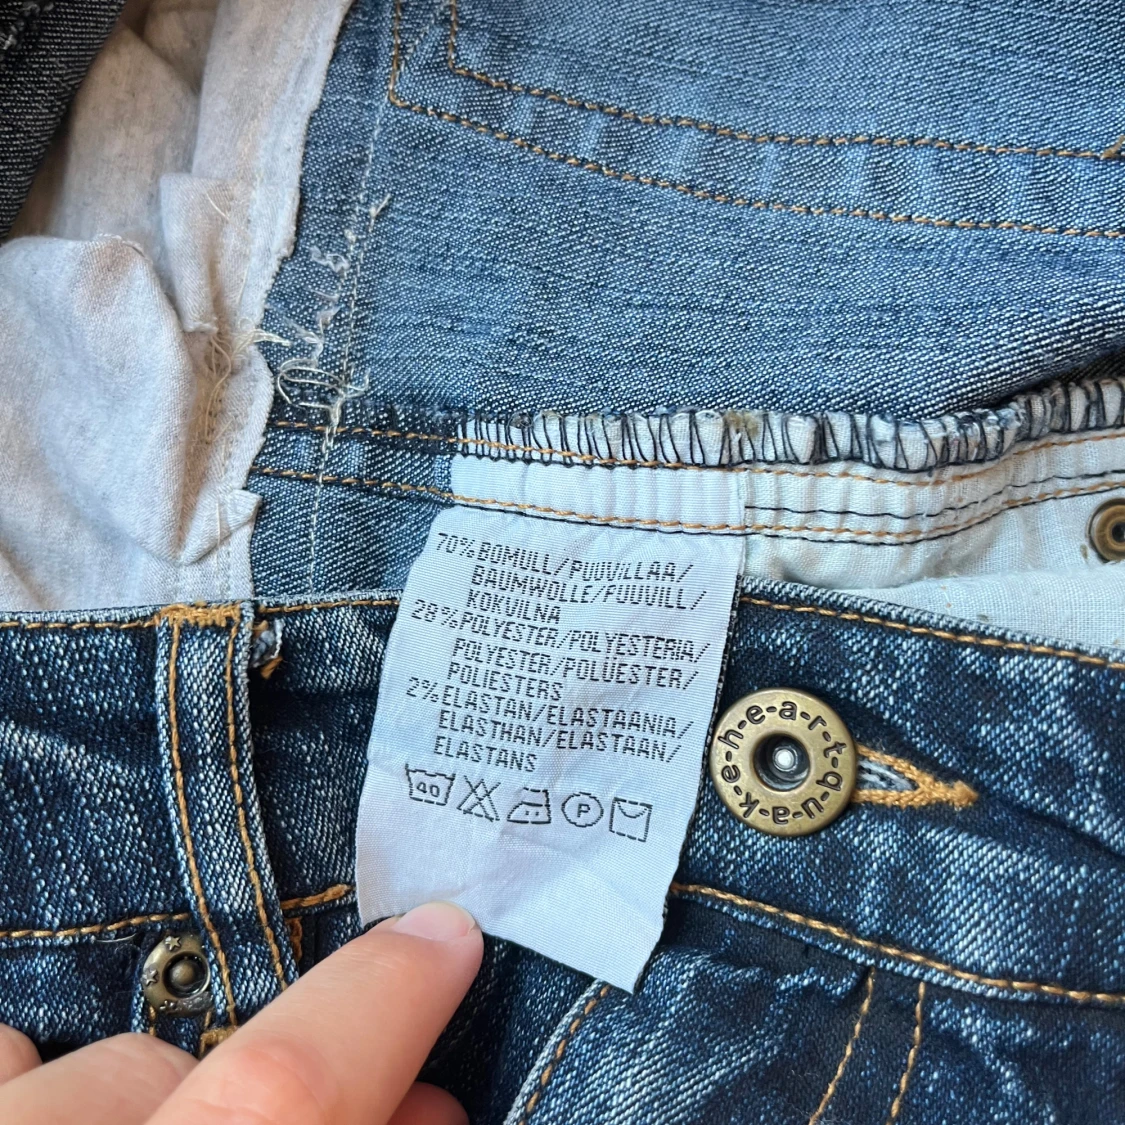 70% BOMULL/PUUVILLAA/
BAUMWOLLE/PUUVILL/
KOKVILNA
28% POLYESTER/POLYESTERIA/
POLYESTER/POLÜESTER/
POLIESTERS
2% ELASTAN/ELASTAANIA/
ELASTHAN/ELASTAAN/
ELASTANS
40 P
h-e-a-r-t-q-u-a-k-e-